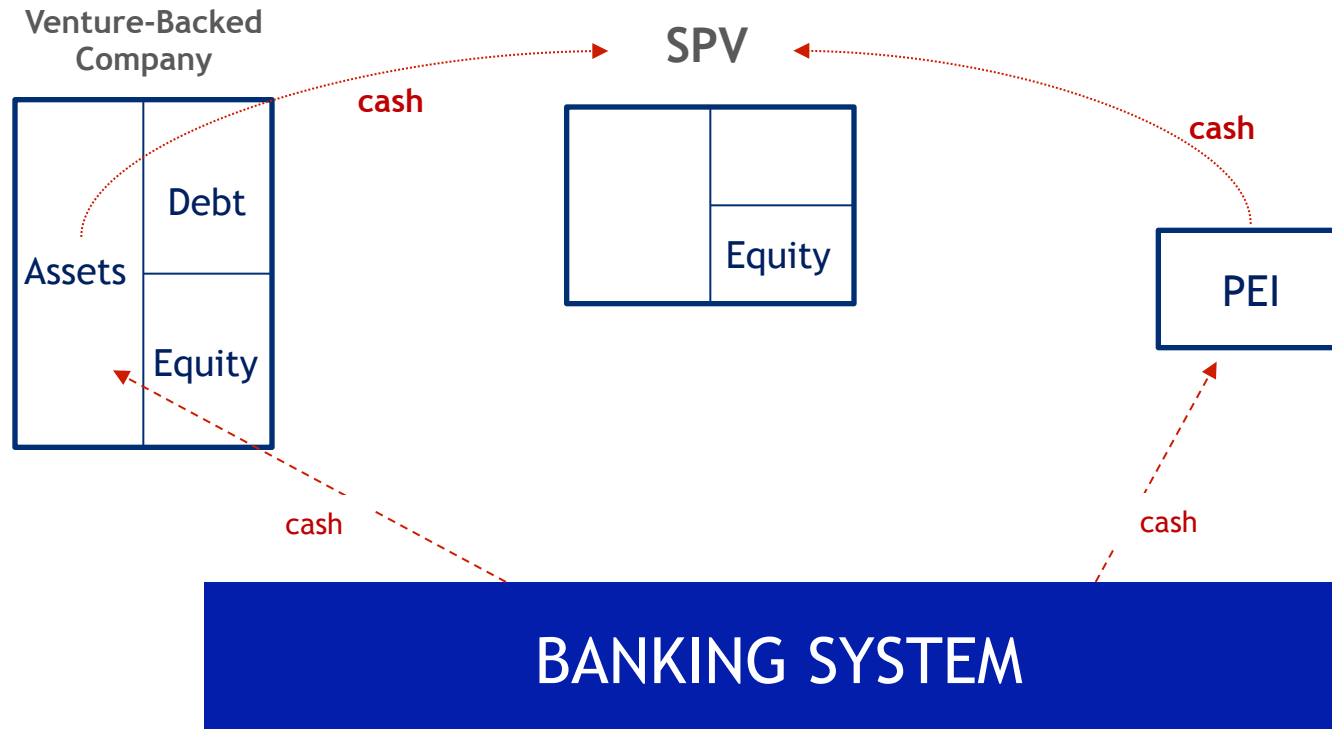 Venture-Backed
Company
SPV
cash
cash
Debt
Assets
Equity
Equity
PEI
cash
cash
BANKING SYSTEM